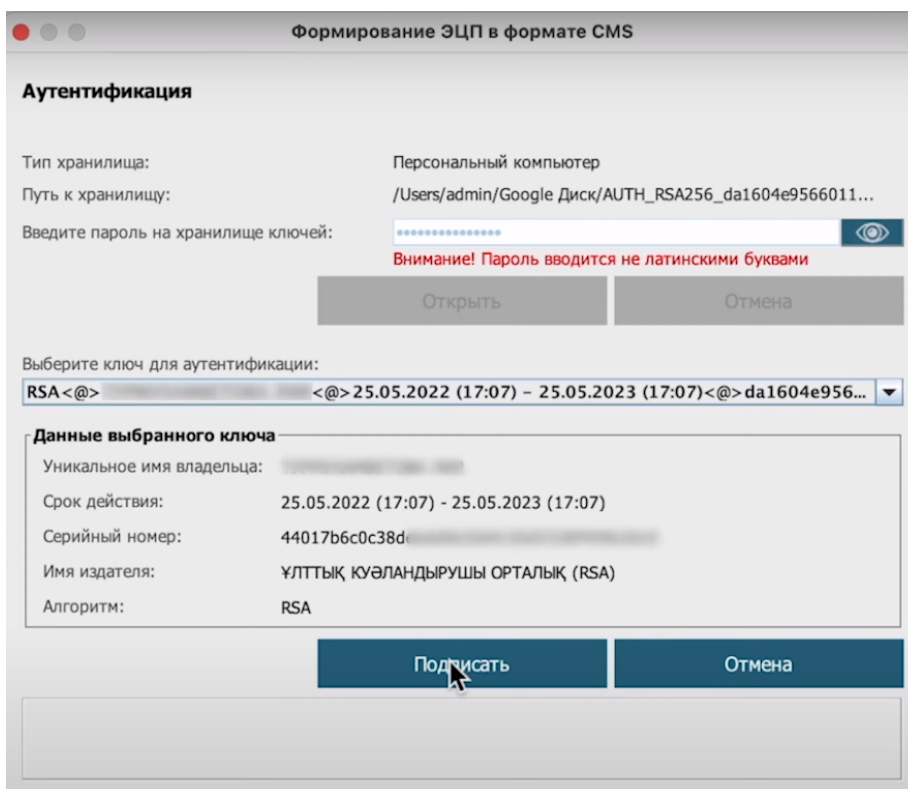 Формирование ЭЦП в формате CMS
Аутентификация
Тип хранилища: Персональный компьютер
Путь к хранилищу: /Users/admin/Google Диск/AUTH_RSA256_da1604e9566011...
Введите пароль на хранилище ключей: •••••••••••••••
Внимание! Пароль вводится не латинскими буквами
Открыть Отмена
Выберите ключ для аутентификации:
RSA<@> <@>25.05.2022 (17:07) – 25.05.2023 (17:07)<@>da1604e956...
Данные выбранного ключа
Уникальное имя владельца:
Срок действия: 25.05.2022 (17:07) - 25.05.2023 (17:07)
Серийный номер: 44017b6c0c38d
Имя издателя: ҰЛТТЫҚ КУӘЛАНДЫРУШЫ ОРТАЛЫҚ (RSA)
Алгоритм: RSA
Подписать Отмена